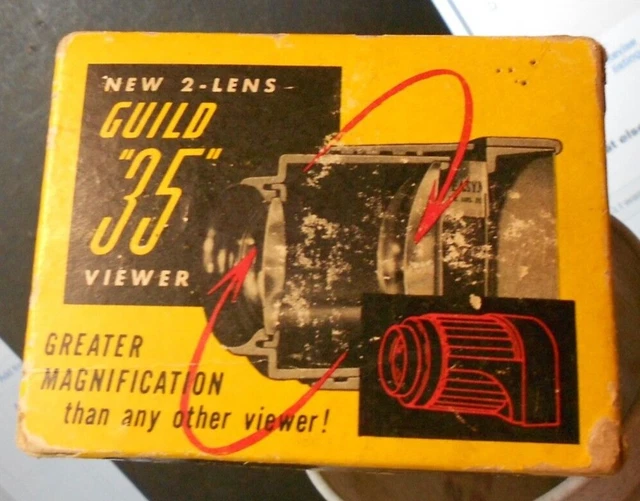 NEW 2-LENS
GUILD
"35"
VIEWER
GREATER
MAGNIFICATION
than any other viewer!